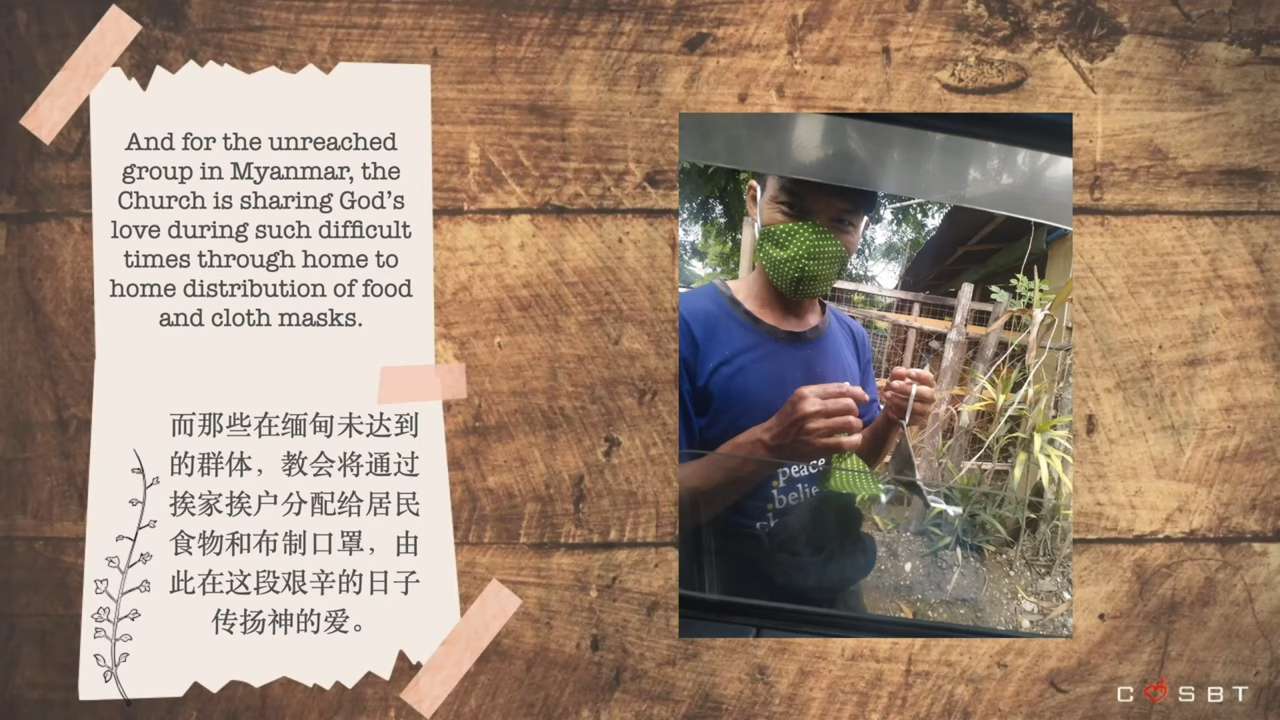 And for the unreached
group in Myanmar, the
Church is sharing God's
love during such difficult
times through home to
home distribution of food
and cloth masks.
而那些在缅甸未达到
的群体，教会将通过
挨家挨户分配给居民
食物和布制口罩，由
此在这段艰辛的日子
传扬神的爱。
peace
COSBT